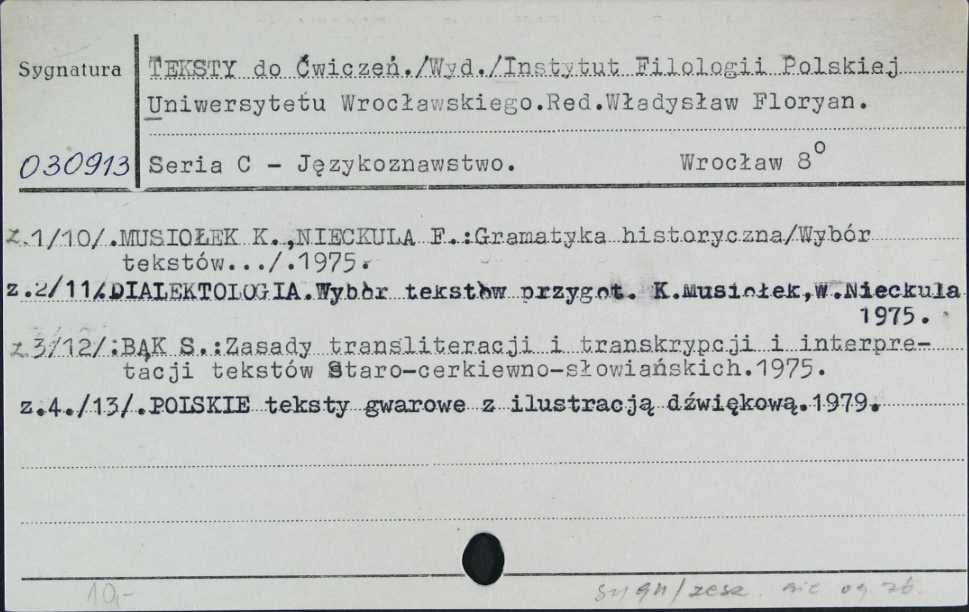 Sygnatura
TEKSTY do Ćwiczeń./Wyd./Instytut Filologii Polskiej
Uniwersytetu Wrocławskiego.Red.Władysław Floryan.
030913
Seria C - Językoznawstwo. Wrocław 8°
z.1/10/.MUSIOŁEK K.,NIECKULA F.:Gramatyka historyczna/Wybór
tekstów.../.1975.
z.2/11/.DIALEKTOLOGIA.Wybór tekstów przygot. K.Musiołek,W.Nieckula
1975.
z 3/12/:BĄK S.:Zasady transliteracji i transkrypcji i interpre-
tacji tekstów staro-cerkiewno-słowiańskich.1975.
z.4./13/.POLSKIE teksty gwarowe z ilustracją dźwiękową.1979.
10,-
sygn/zesz.